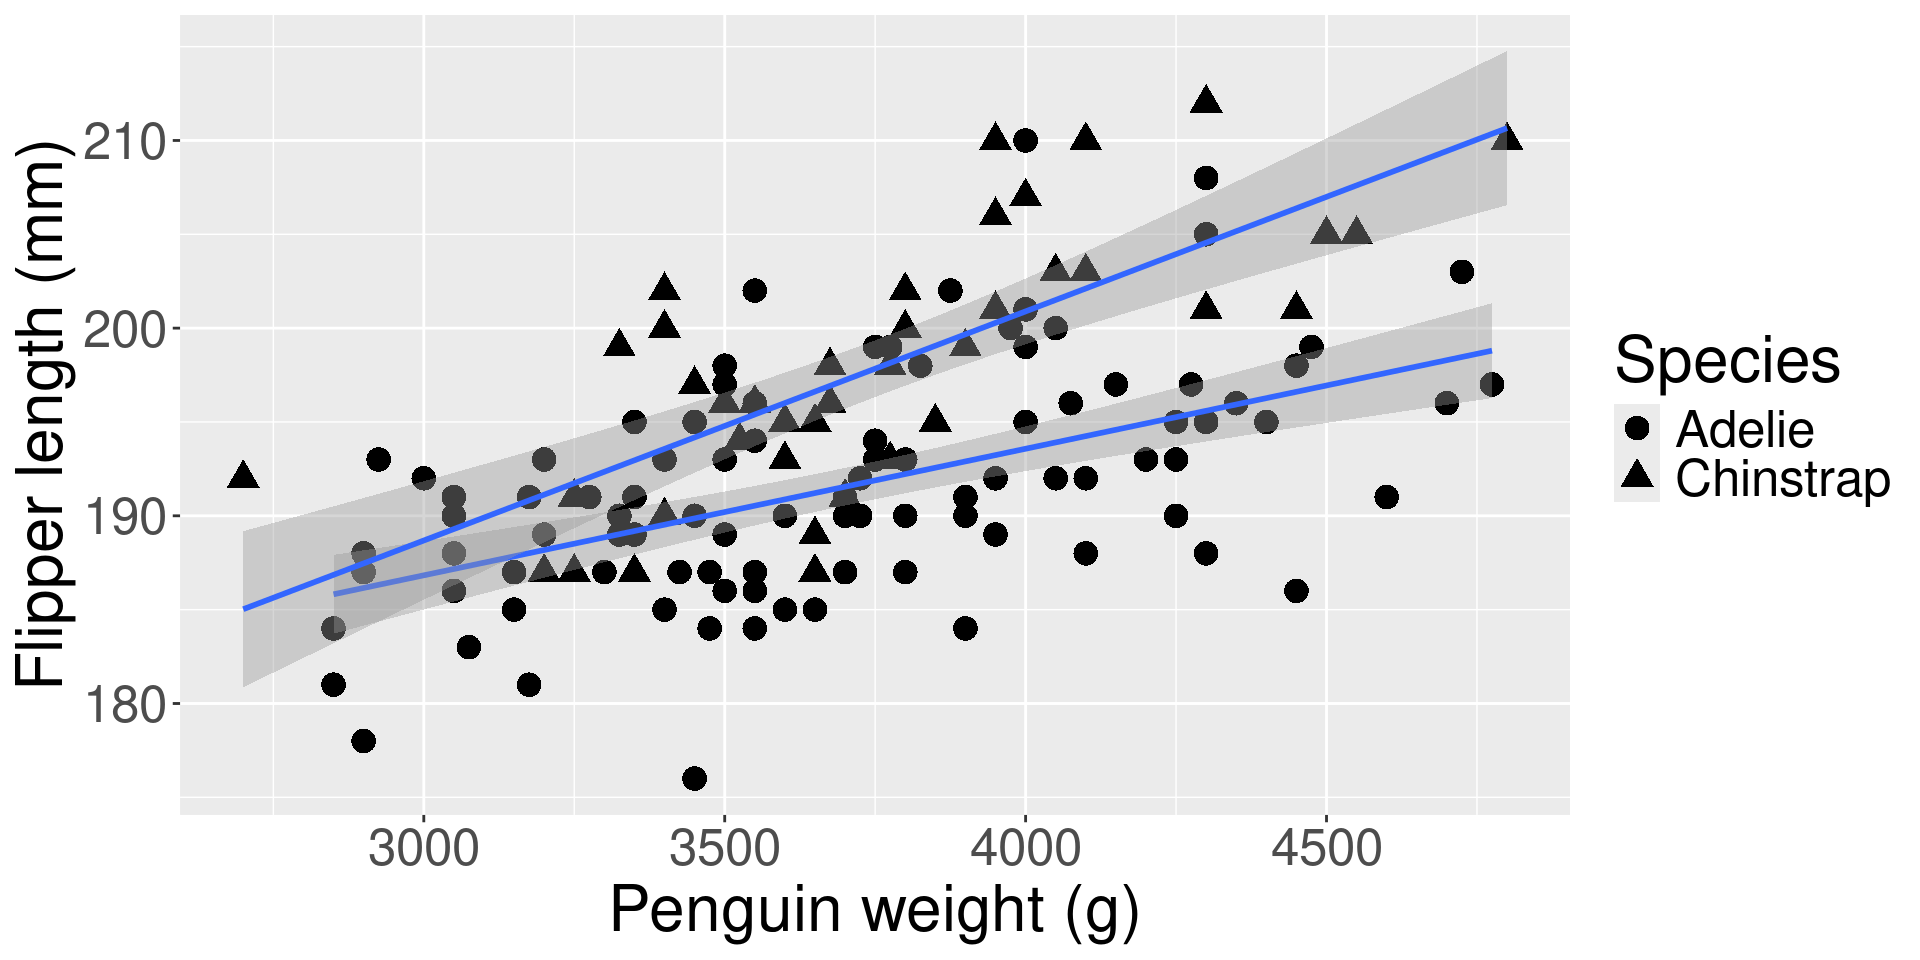 Flipper length (mm)
210
200
190
180
3000 3500 4000 4500
Penguin weight (g)
Species
Adelie
Chinstrap